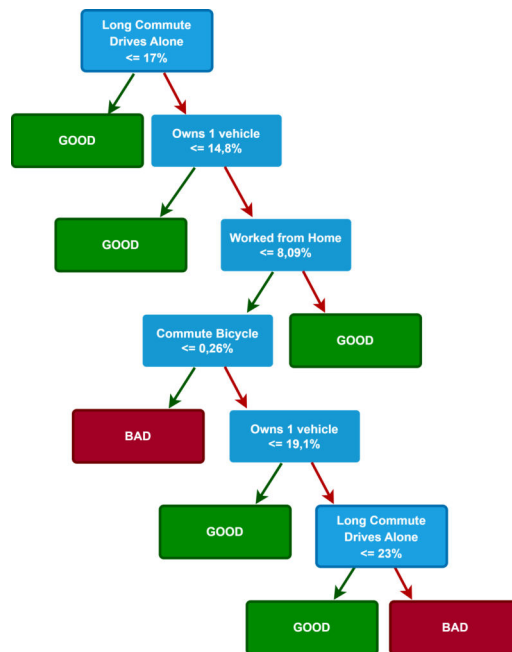 Long Commute
Drives Alone
<= 17%
GOOD
Owns 1 vehicle
<= 14,8%
GOOD
Worked from Home
<= 8,09%
Commute Bicycle
<= 0,26%
GOOD
BAD
Owns 1 vehicle
<= 19,1%
GOOD
Long Commute
Drives Alone
<= 23%
GOOD
BAD